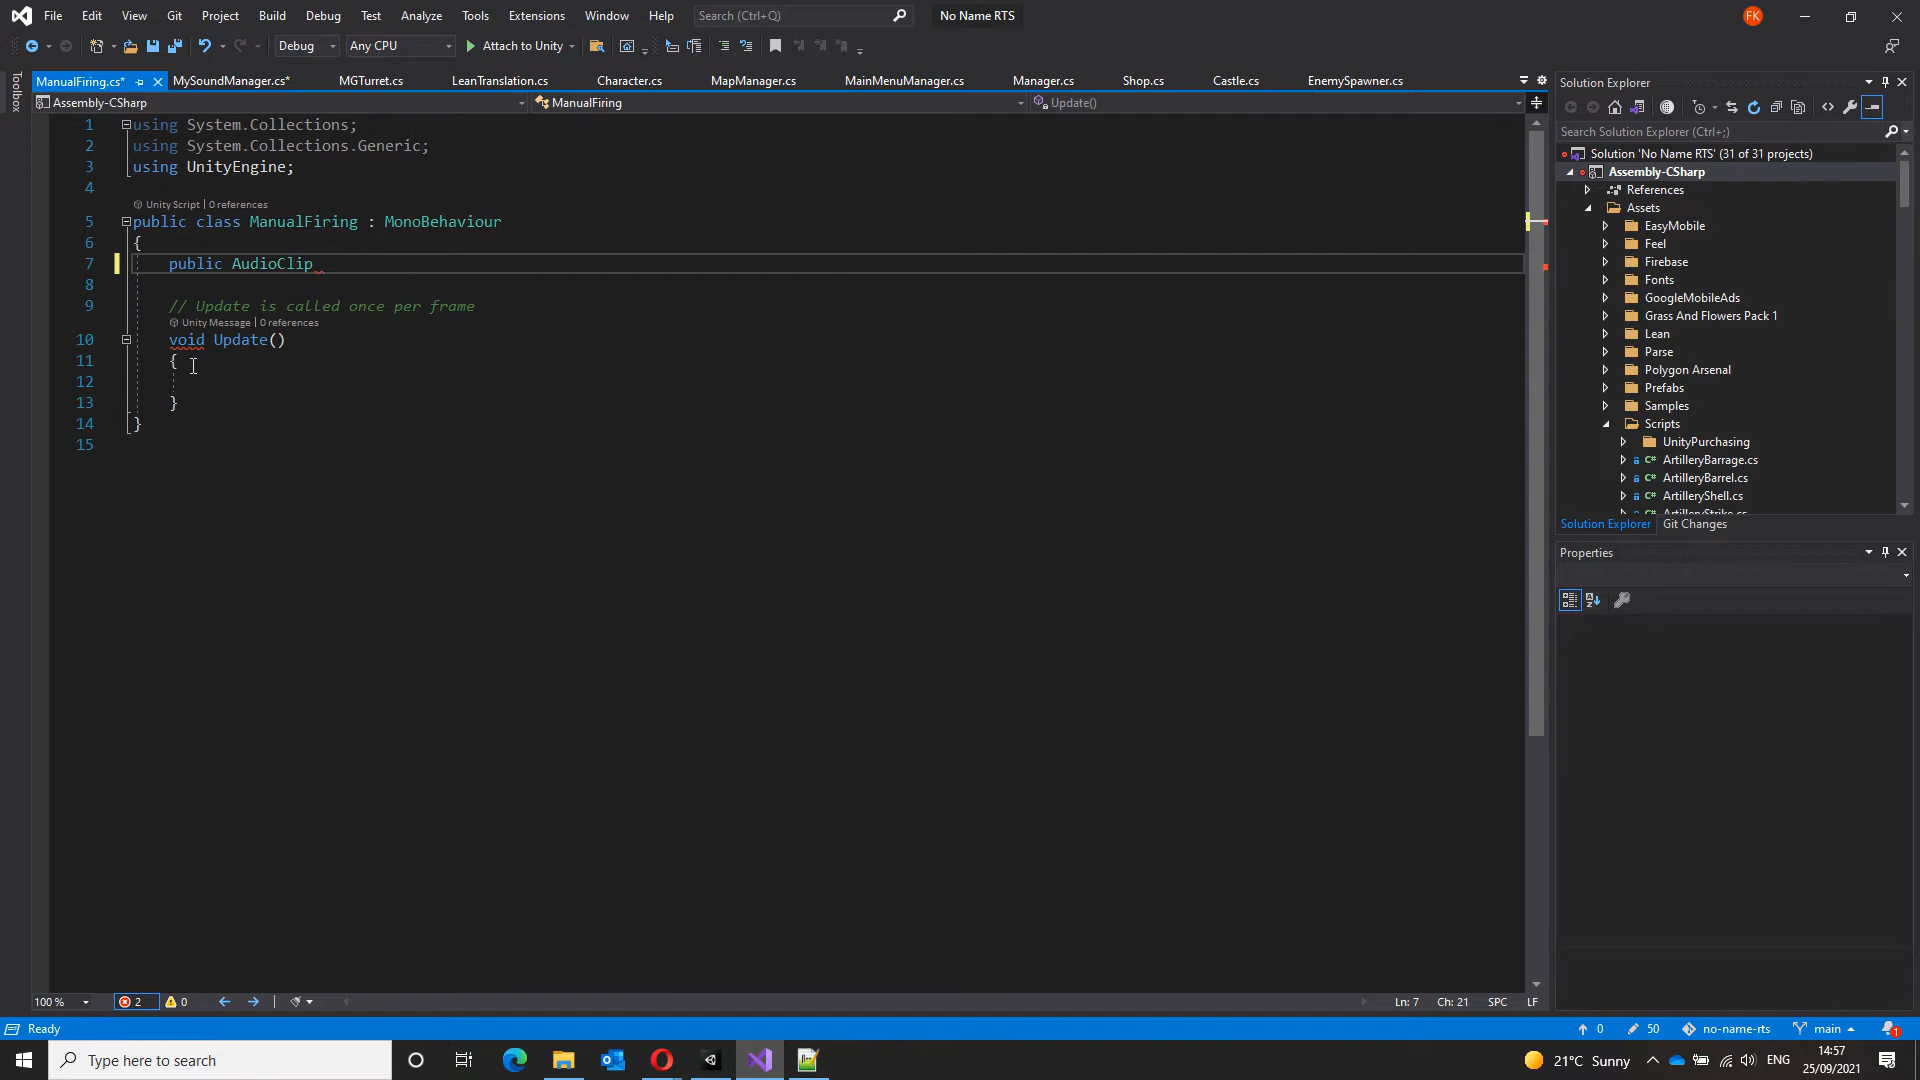 File Edit View Git Project Build Debug Test Analyze Tools Extensions Window Help Search (Ctrl+Q) No Name RTS FK
Debug Any CPU Attach to Unity
Toolbox
ManualFiring.cs* MySoundManager.cs* MGTurret.cs LeanTranslation.cs Character.cs MapManager.cs MainMenuManager.cs Manager.cs Shop.cs Castle.cs EnemySpawner.cs
Assembly-CSharp ManualFiring Update()
1 using System.Collections;
2 using System.Collections.Generic;
3 using UnityEngine;
4
Unity Script | 0 references
5 public class ManualFiring : MonoBehaviour
6 {
7 public AudioClip
8
9 // Update is called once per frame
Unity Message | 0 references
10 void Update()
11 {
12
13 }
14 }
15
100 % 2 0 Ln: 7 Ch: 21 SPC LF
Solution Explorer
Search Solution Explorer (Ctrl+;)
Solution 'No Name RTS' (31 of 31 projects)
Assembly-CSharp
References
Assets
EasyMobile
Feel
Firebase
Fonts
GoogleMobileAds
Grass And Flowers Pack 1
Lean
Parse
Polygon Arsenal
Prefabs
Samples
Scripts
UnityPurchasing
C# ArtilleryBarrage.cs
C# ArtilleryBarrel.cs
C# ArtilleryShell.cs
C# ArtilleryStrike.cs
Solution Explorer Git Changes
Properties
Ready 0 50 no-name-rts main 1
Type here to search 21°C Sunny ENG 14:57
25/09/2021